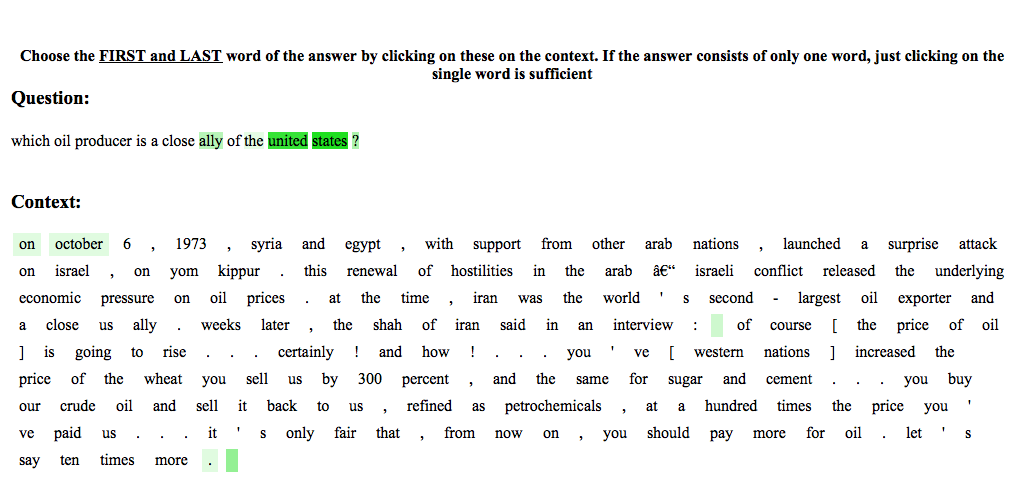 Choose the FIRST and LAST word of the answer by clicking on these on the context. If the answer consists of only one word, just clicking on the
single word is sufficient
Question:
which oil producer is a close ally of the united states ?
Context:
on october 6 , 1973 , syria and egypt , with support from other arab nations , launched a surprise attack
on israel , on yom kippur . this renewal of hostilities in the arab â€“ israeli conflict released the underlying
economic pressure on oil prices . at the time , iran was the world ' s second - largest oil exporter and
a close us ally . weeks later , the shah of iran said in an interview : of course [ the price of oil
] is going to rise . . . certainly ! and how ! . . . you ' ve [ western nations ] increased the
price of the wheat you sell us by 300 percent , and the same for sugar and cement . . . you buy
our crude oil and sell it back to us , refined as petrochemicals , at a hundred times the price you '
ve paid us . . . it ' s only fair that , from now on , you should pay more for oil . let ' s
say ten times more .